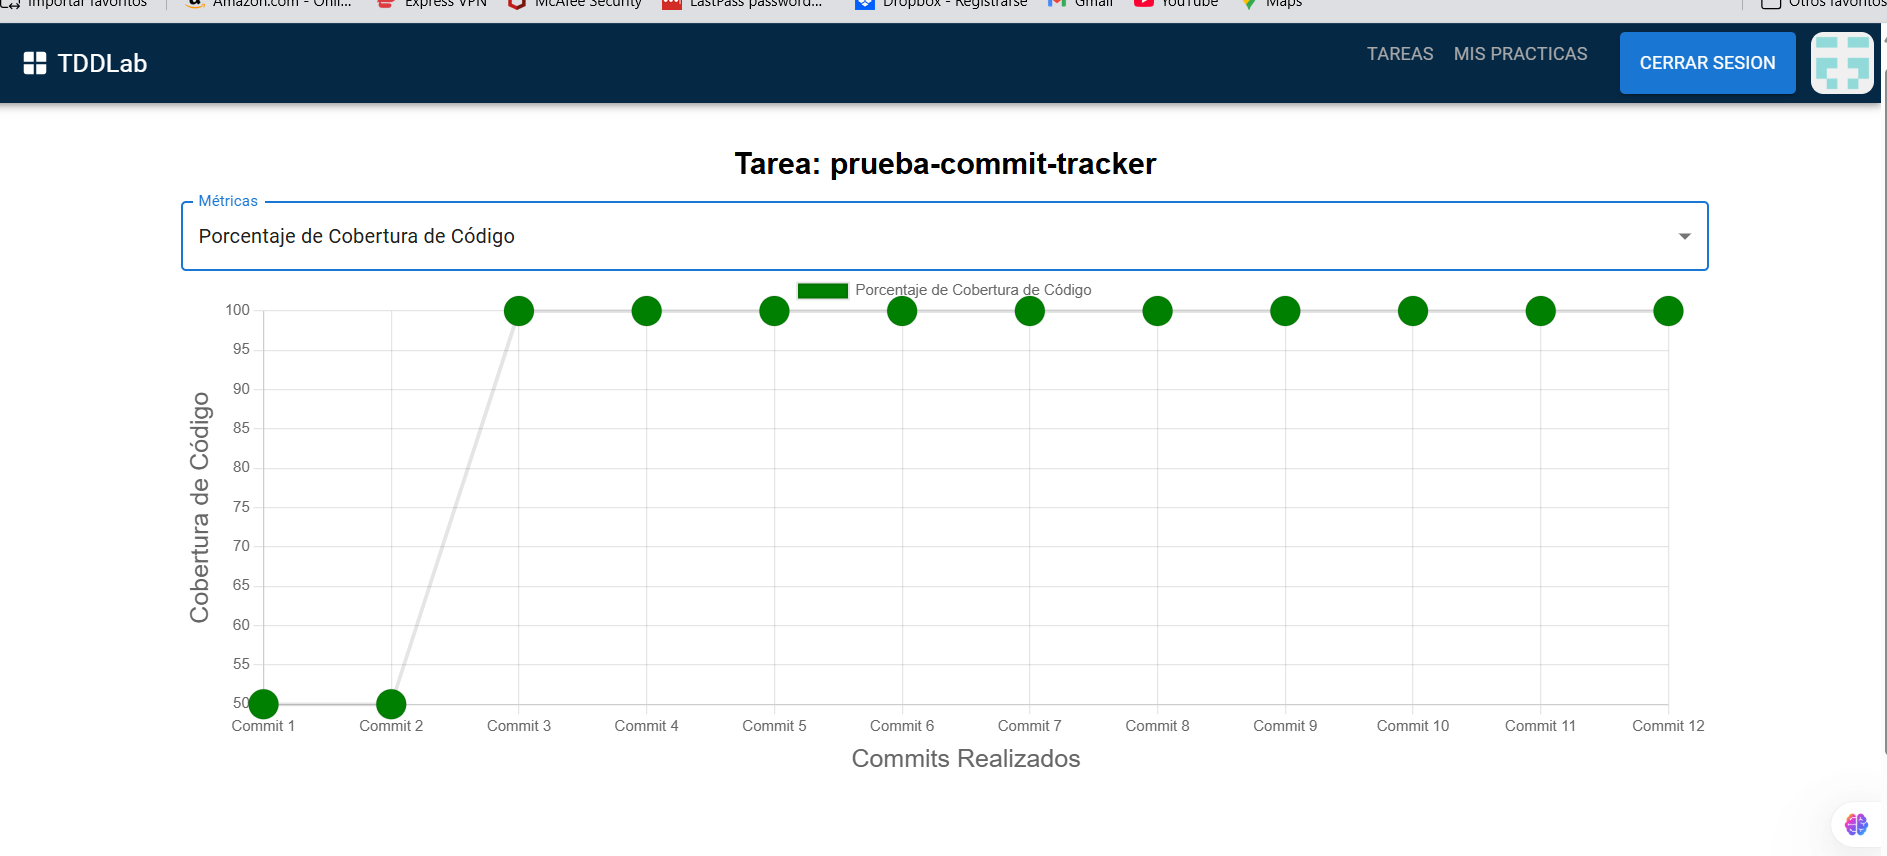 Importar favoritos
Amazon.com - Onli...
Express VPN
McAfee Security
LastPass password...
Dropbox - Registrarse
Gmail
YouTube
Maps
Otros favoritos
TDDLab
TAREAS
MIS PRACTICAS
CERRAR SESION
Tarea: prueba-commit-tracker
Métricas
Porcentaje de Cobertura de Código
Porcentaje de Cobertura de Código
Cobertura de Código
100
95
90
85
80
75
70
65
60
55
50
Commit 1
Commit 2
Commit 3
Commit 4
Commit 5
Commit 6
Commit 7
Commit 8
Commit 9
Commit 10
Commit 11
Commit 12
Commits Realizados